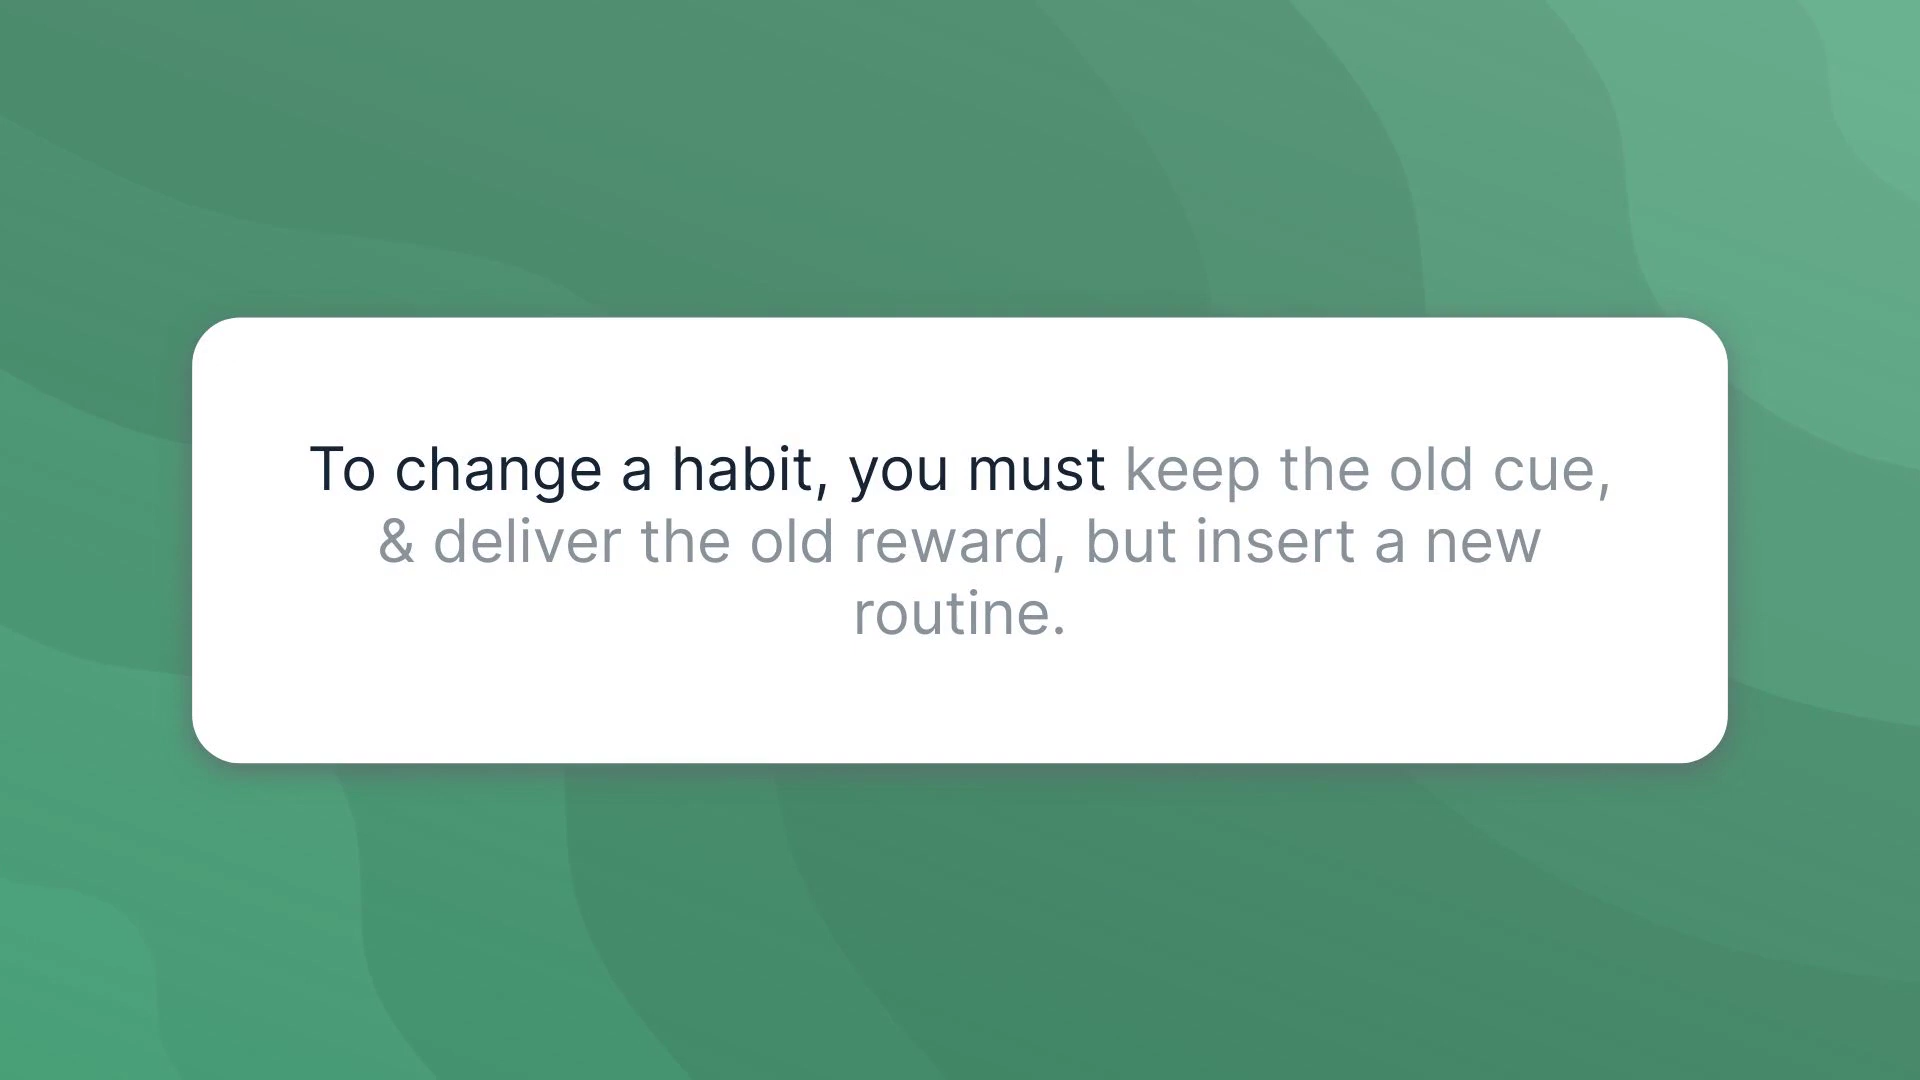 To change a habit, you must keep the old cue,
& deliver the old reward, but insert a new
routine.